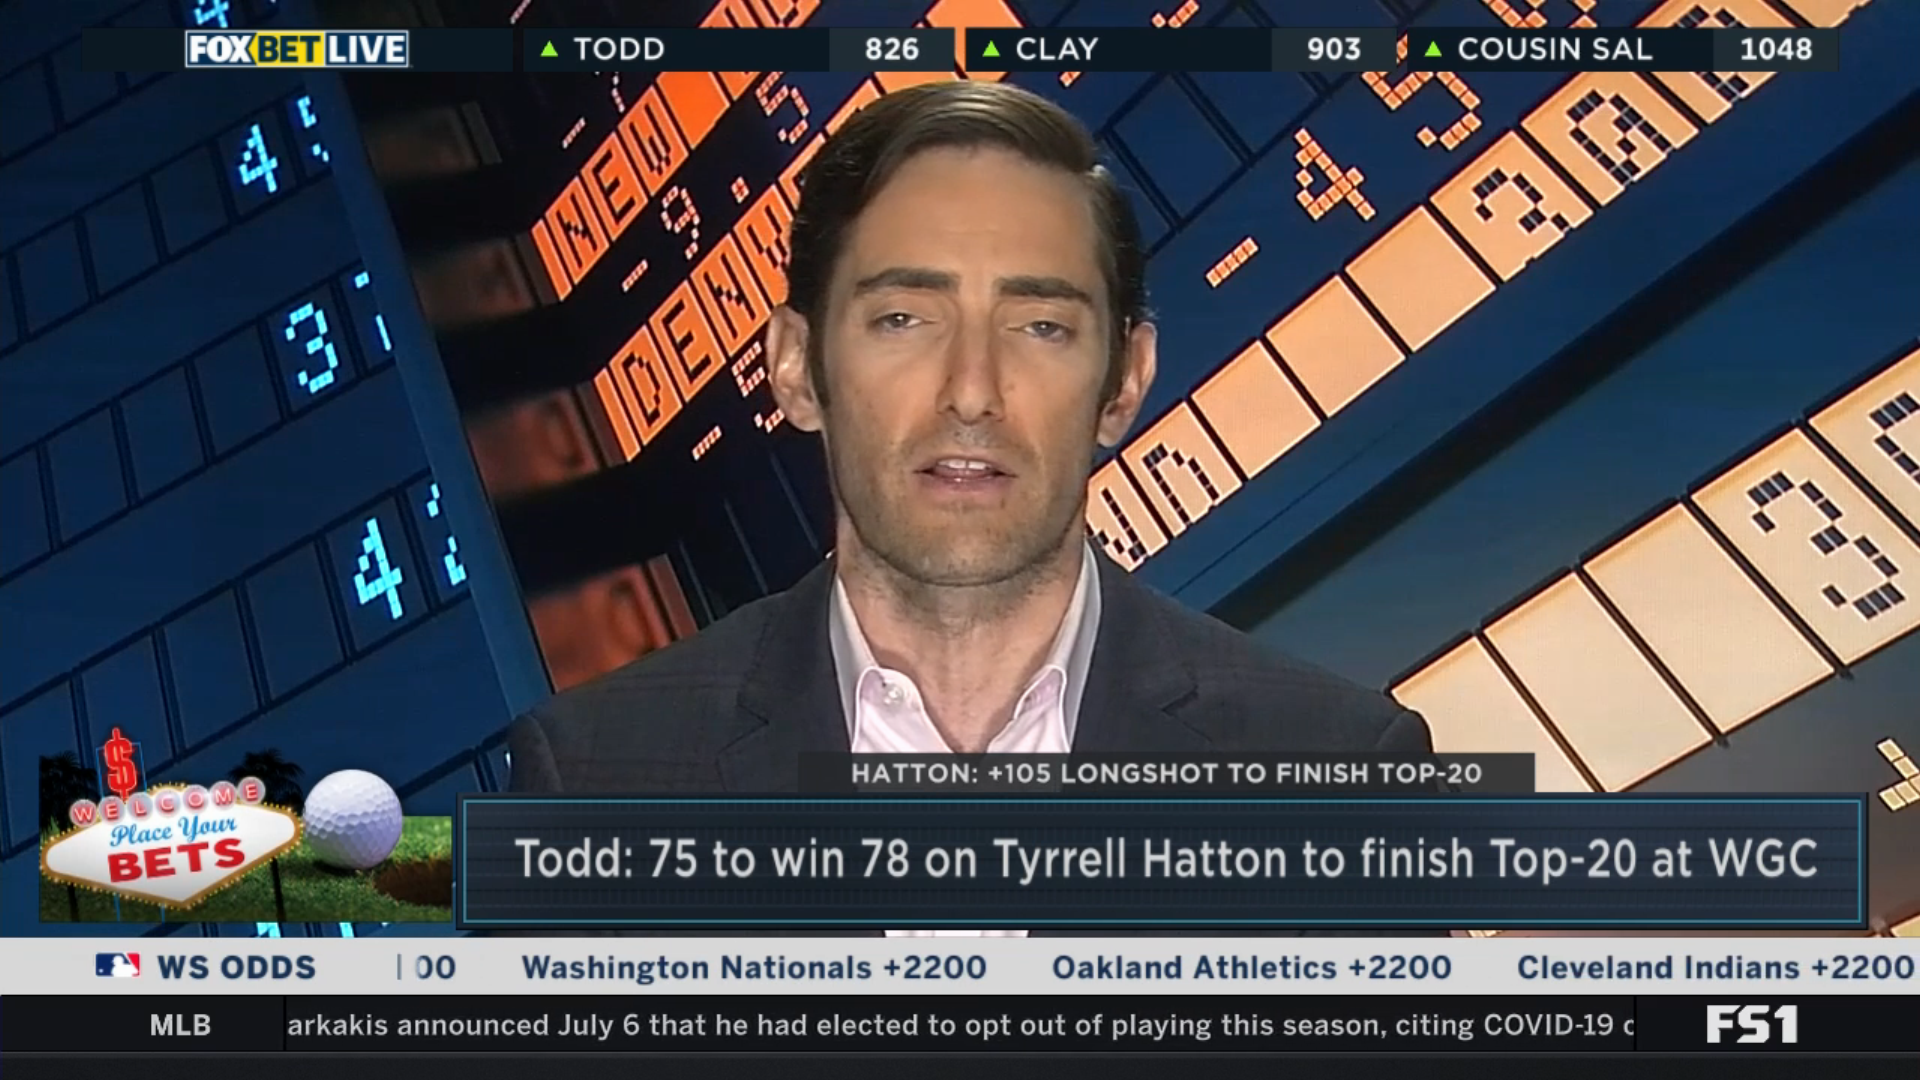 FOX BET LIVE
TODD 826
CLAY 903
COUSIN SAL 1048
NEW
DENV
HATTON: +105 LONGSHOT TO FINISH TOP-20
WELCOME
Place Your
BETS
Todd: 75 to win 78 on Tyrrell Hatton to finish Top-20 at WGC
WS ODDS | 00 Washington Nationals +2200 Oakland Athletics +2200 Cleveland Indians +2200
MLB arkakis announced July 6 that he had elected to opt out of playing this season, citing COVID-19
FS1